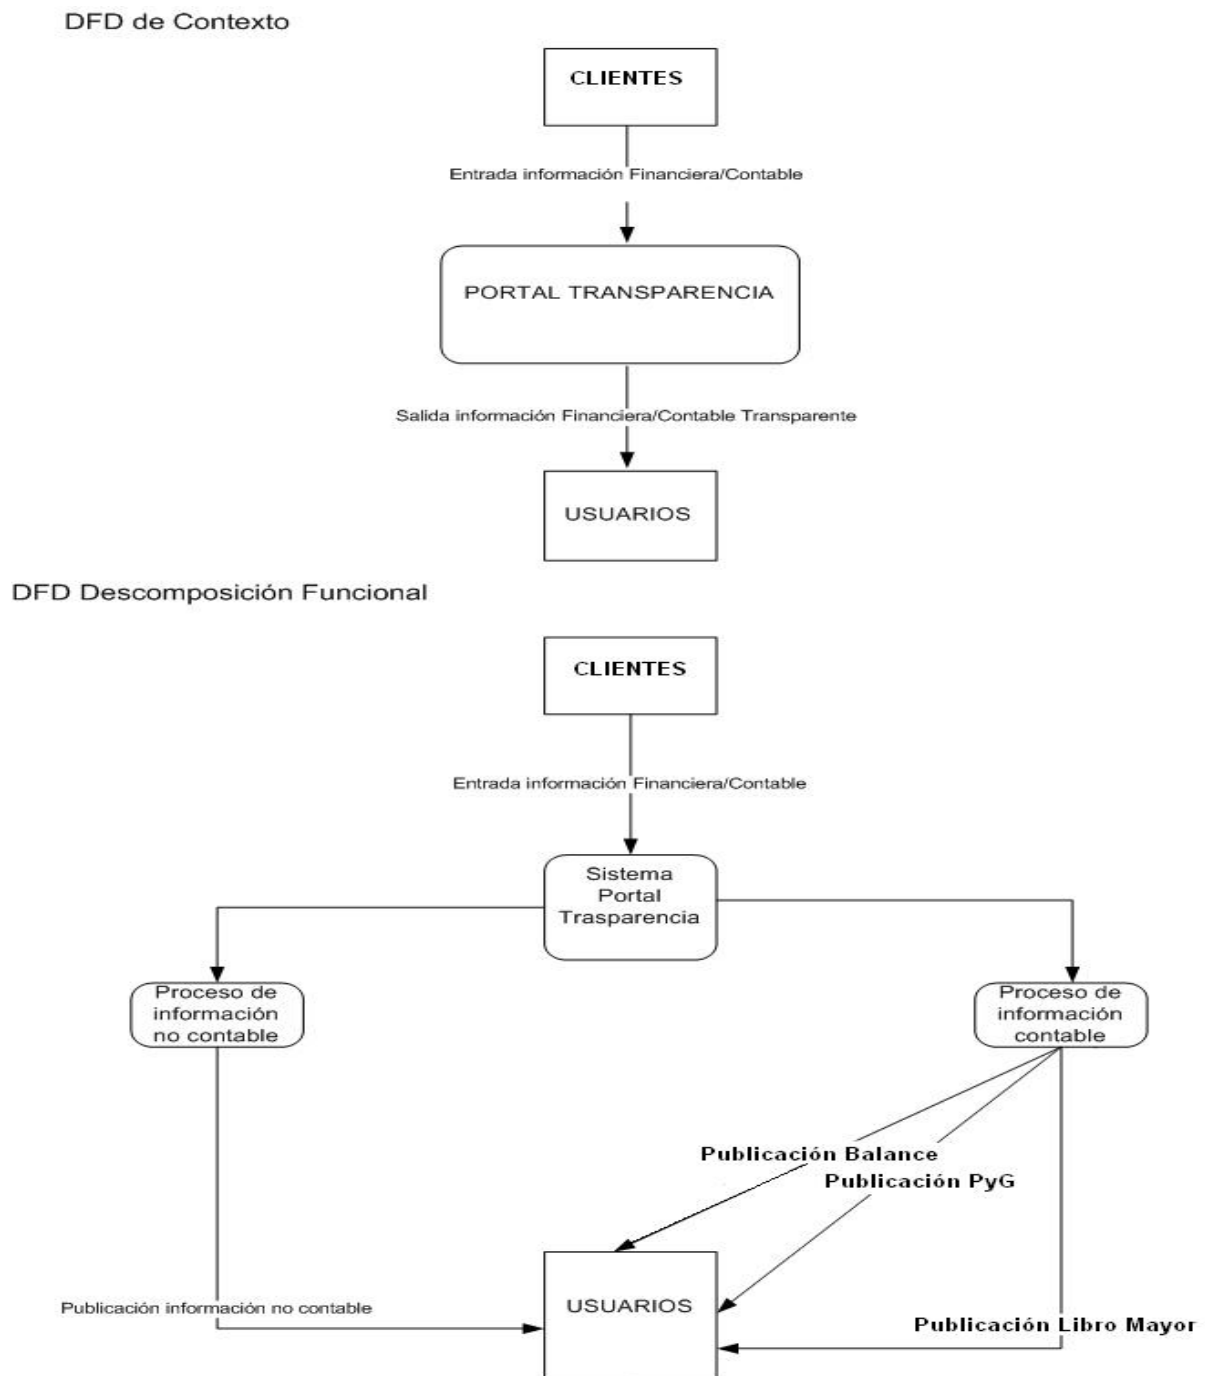 DFD de Contexto
CLIENTES
Entrada información Financiera/Contable
PORTAL TRANSPARENCIA
Salida información Financiera/Contable Transparente
USUARIOS
DFD Descomposición Funcional
CLIENTES
Entrada información Financiera/Contable
Sistema
Portal
Trasparencia
Proceso de
información
no contable
Proceso de
información
contable
Publicación Balance
Publicación PyG
Publicación información no contable
USUARIOS
Publicación Libro Mayor